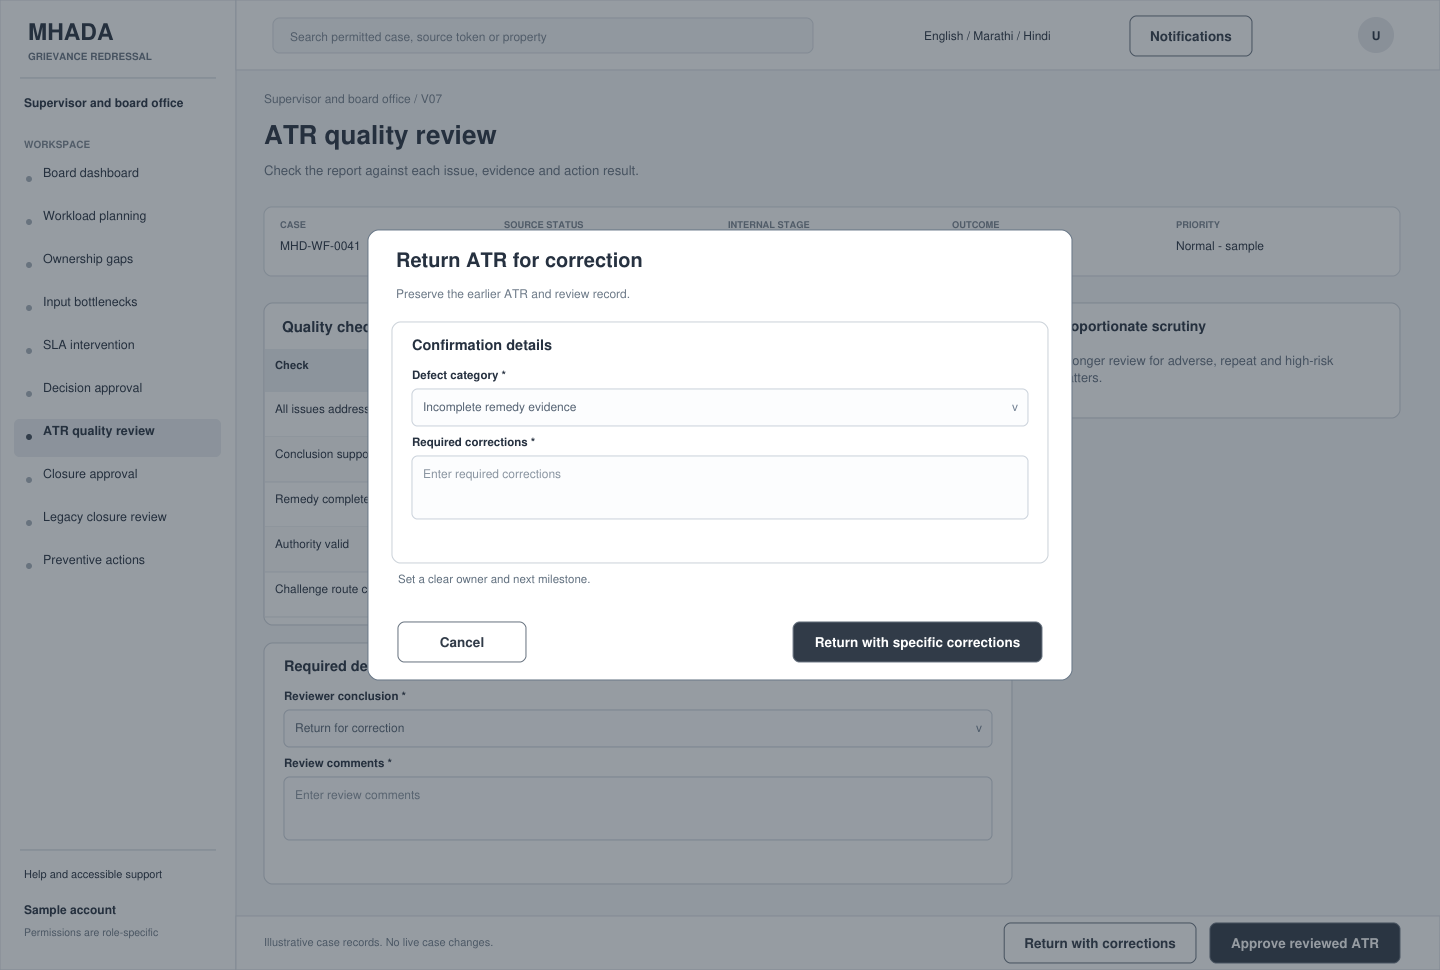 MHADA
GRIEVANCE REDRESSAL
Supervisor and board office
WORKSPACE
Board dashboard
Workload planning
Ownership gaps
Input bottlenecks
SLA intervention
Decision approval
ATR quality review
Closure approval
Legacy closure review
Preventive actions
Help and accessible support
Sample account
Permissions are role-specific
Search permitted case, source token or property
English / Marathi / Hindi
Notifications
U
Supervisor and board office / V07
ATR quality review
Check the report against each issue, evidence and action result.
CASE
SOURCE STATUS
INTERNAL STAGE
OUTCOME
PRIORITY
MHD-WF-0041
Normal - sample
Quality
Check
All issues
Conclusion
Remedy
Authority valid
Challenge route
scrutiny
review for adverse, repeat and high-risk
Return ATR for correction
Preserve the earlier ATR and review record.
Confirmation details
Defect category *
Incomplete remedy evidence
v
Required corrections *
Enter required corrections
Set a clear owner and next milestone.
Cancel
Return with specific corrections
Required
Reviewer conclusion *
Return for correction
v
Review comments *
Enter review comments
Illustrative case records. No live case changes.
Return with corrections
Approve reviewed ATR